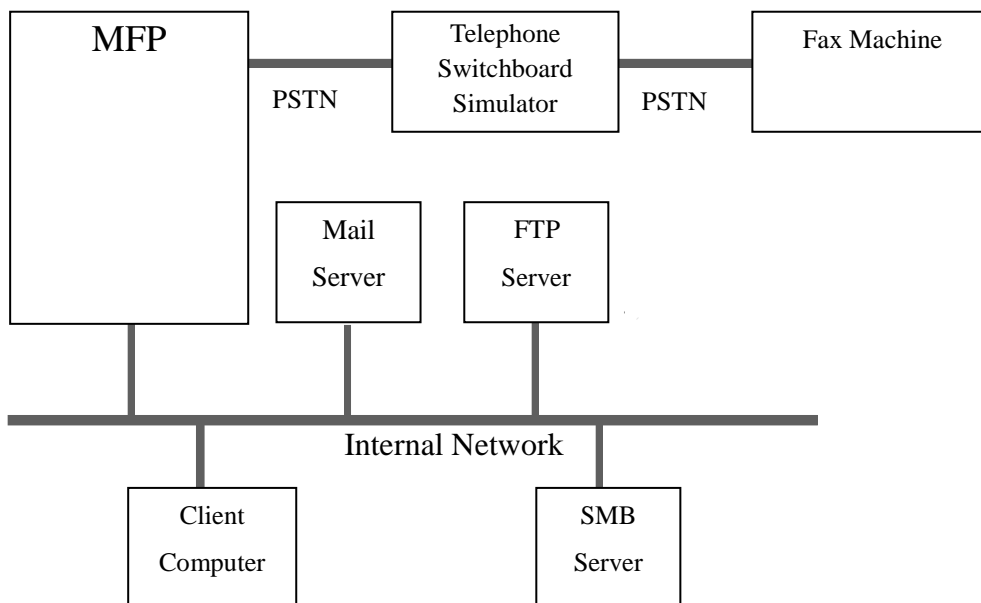 MFP
Telephone
Switchboard
Simulator
Fax Machine
PSTN
PSTN
Mail
Server
FTP
Server
Internal Network
Client
Computer
SMB
Server